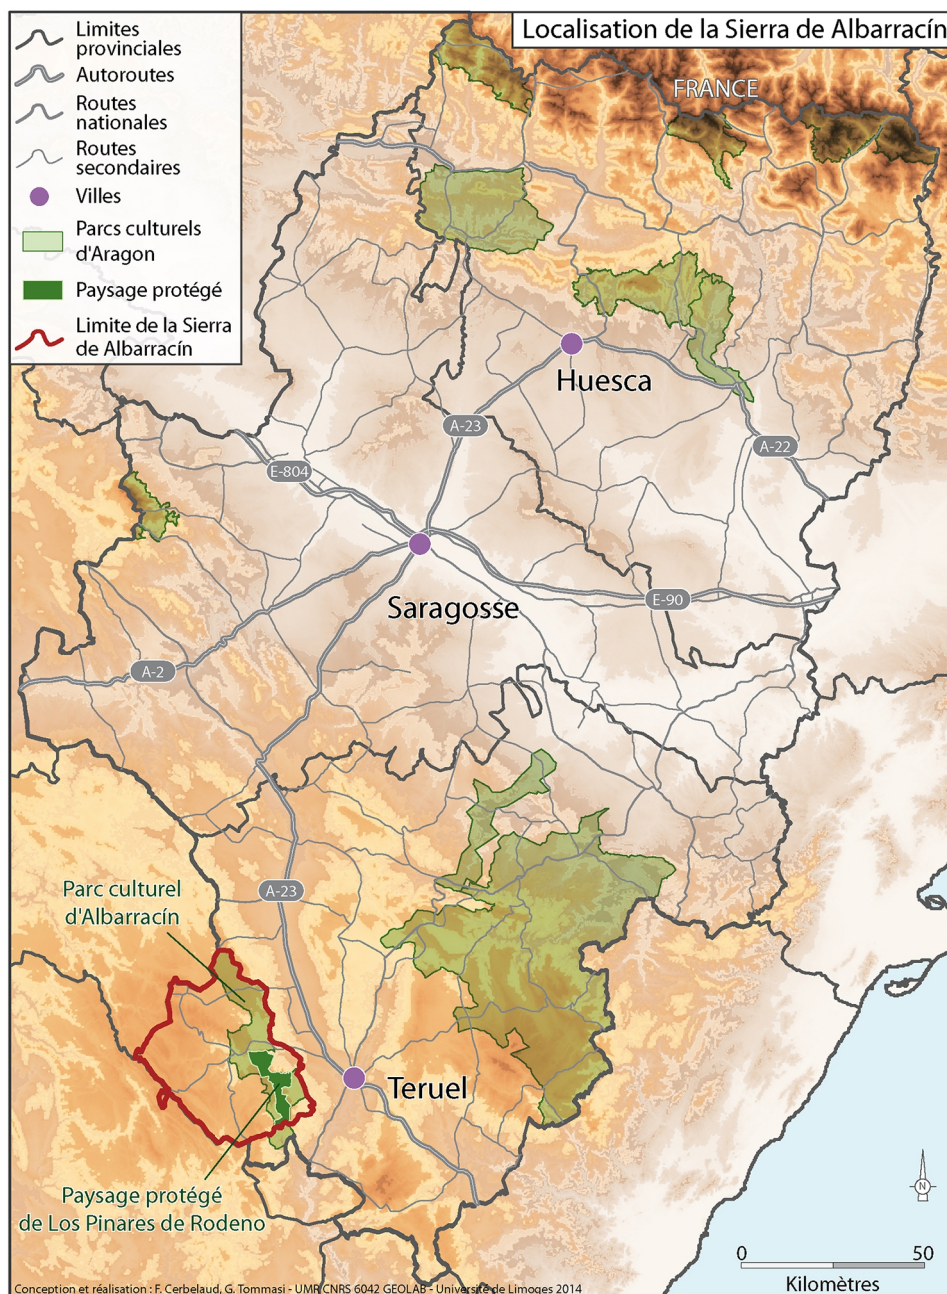 Localisation de la Sierra de Albarracín
Limites
provinciales
Autoroutes
Routes
nationales
Routes
secondaires
Villes
Parcs culturels
d'Aragon
Paysage protégé
Limite de la Sierra
de Albarracín
FRANCE
Huesca
A-23
A-22
E-804
Saragosse
E-90
A-2
A-23
Parc culturel
d'Albarracín
Teruel
Paysage protégé
de Los Pinares de Rodeno
N
0
50
Kilomètres
Conception et réalisation : F. Cerbelaud, G. Tommasi - UMR CNRS 6042 GEOLAB - Université de Limoges 2014